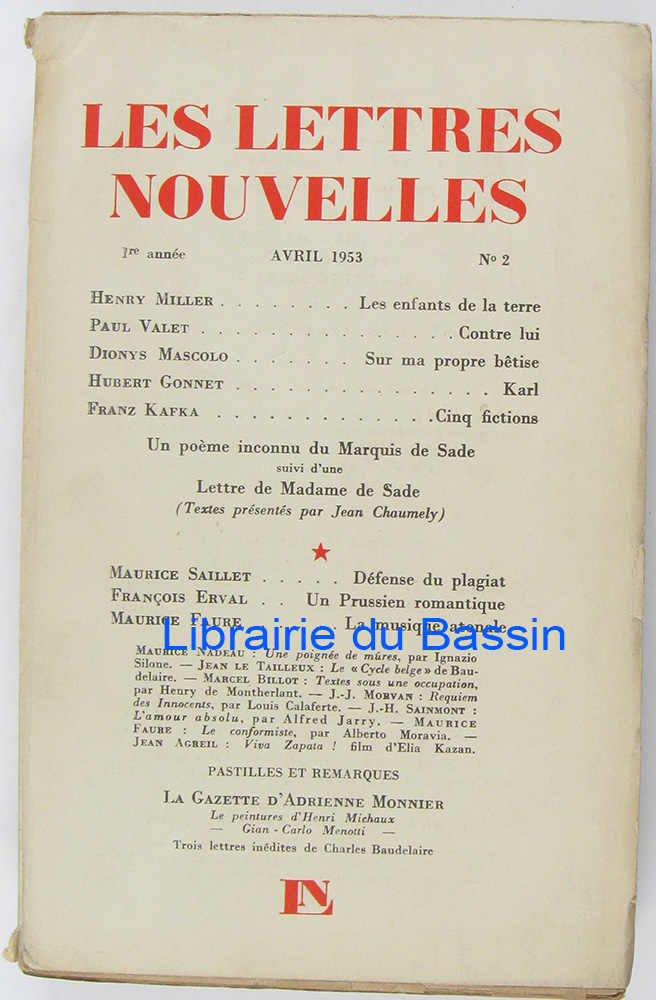 LES LETTRES
NOUVELLES
1re année AVRIL 1953 No 2
HENRY MILLER . . . . . . . . Les enfants de la terre
PAUL VALET . . . . . . . . . . . . . . . Contre lui
DIONYS MASCOLO . . . . . . . Sur ma propre bêtise
HUBERT GONNET . . . . . . . . . . . . . . . Karl
FRANZ KAFKA . . . . . . . . . . . . . Cinq fictions
Un poème inconnu du Marquis de Sade
suivi d'une
Lettre de Madame de Sade
(Textes présentés par Jean Chaumely)
★
MAURICE SAILLET . . . . . Défense du plagiat
FRANÇOIS ERVAL . . Un Prussien romantique
MAURICE FAURE . . . . . . La musique atonale
Librairie du Bassin
MAURICE NADEAU : Une poignée de mûres, par Ignazio
Silone. — JEAN LE TAILLEUX : Le « Cycle belge » de Bau-
delaire. — MARCEL BILLOT : Textes sous une occupation,
par Henry de Montherlant. — J.-J. MORVAN : Requiem
des Innocents, par Louis Calaferte. — J.-H. SAINMONT :
L'amour absolu, par Alfred Jarry. — MAURICE
FAURE : Le conformiste, par Alberto Moravia. —
JEAN AGREIL : Viva Zapata ! film d'Elia Kazan.
PASTILLES ET REMARQUES
LA GAZETTE D'ADRIENNE MONNIER
Le peintures d'Henri Michaux
— Gian - Carlo Menotti —
Trois lettres inédites de Charles Baudelaire
LN